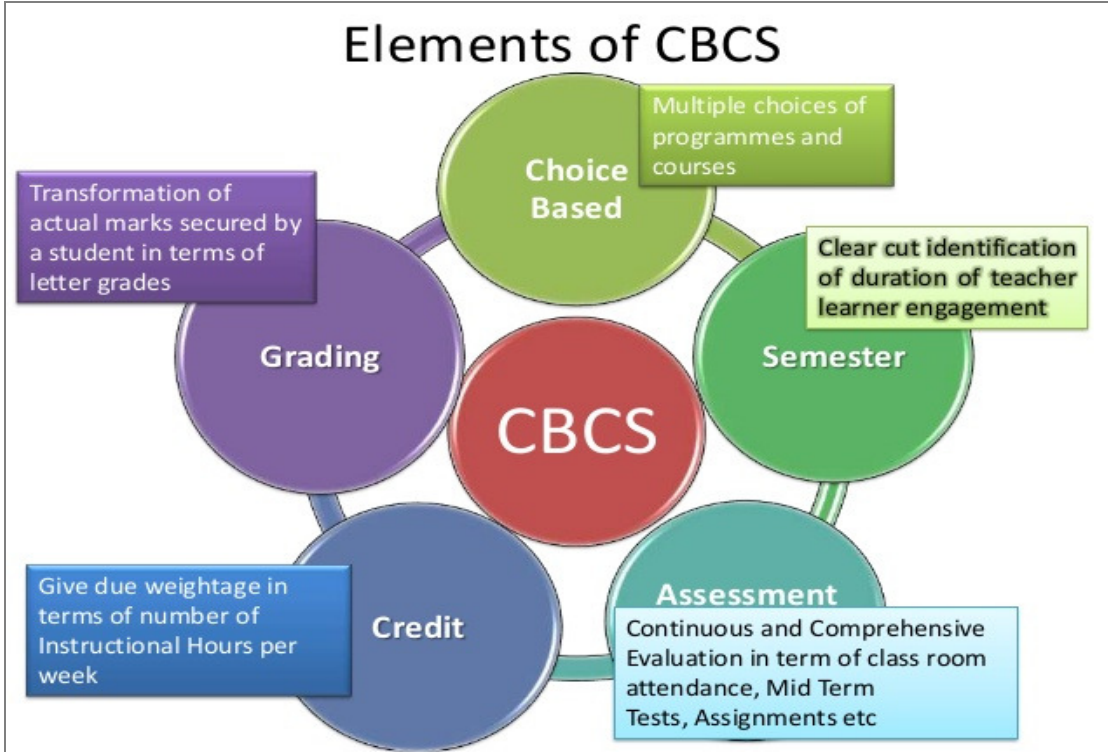 Elements of CBCS
Choice
Based
Multiple choices of
programmes and
courses
Semester
Clear cut identification
of duration of teacher
learner engagement
Assessment
Continuous and Comprehensive
Evaluation in term of class room
attendance, Mid Term
Tests, Assignments etc
Credit
Give due weightage in
terms of number of
Instructional Hours per
week
Grading
Transformation of
actual marks secured by
a student in terms of
letter grades
CBCS